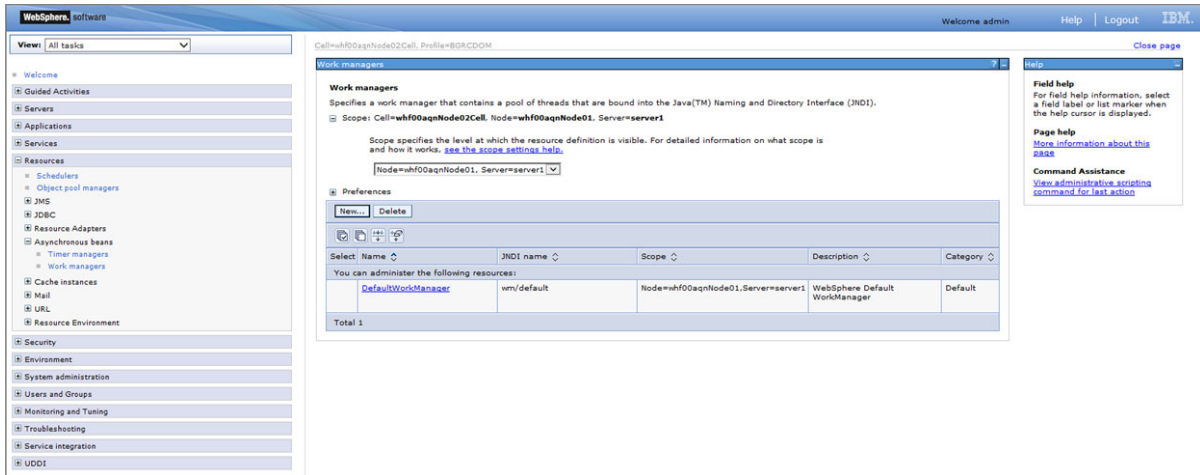 WebSphere. software
Welcome admin
Help | Logout
IBM.
View: All tasks
Cell=whf00aqnNode02Cell, Profile=BGRCDOM
Close page
Welcome
Guided Activities
Servers
Applications
Services
Resources
Schedulers
Object pool managers
JMS
JDBC
Resource Adapters
Asynchronous beans
Timer managers
Work managers
Cache instances
Mail
URL
Resource Environment
Security
Environment
System administration
Users and Groups
Monitoring and Tuning
Troubleshooting
Service integration
UDDI
Work managers
? _
Work managers
Specifies a work manager that contains a pool of threads that are bound into the Java(TM) Naming and Directory Interface (JNDI).
Scope: Cell=whf00aqnNode02Cell, Node=whf00aqnNode01, Server=server1
Scope specifies the level at which the resource definition is visible. For detailed information on what scope is
and how it works, see the scope settings help.
Node=whf00aqnNode01, Server=server1
Preferences
New... Delete
Select Name JNDI name Scope Description Category
You can administer the following resources:
DefaultWorkManager wm/default Node=whf00aqnNode01,Server=server1 WebSphere Default Default
WorkManager
Total 1
Help
Field help
For field help information, select
a field label or list marker when
the help cursor is displayed.
Page help
More information about this
page
Command Assistance
View administrative scripting
command for last action